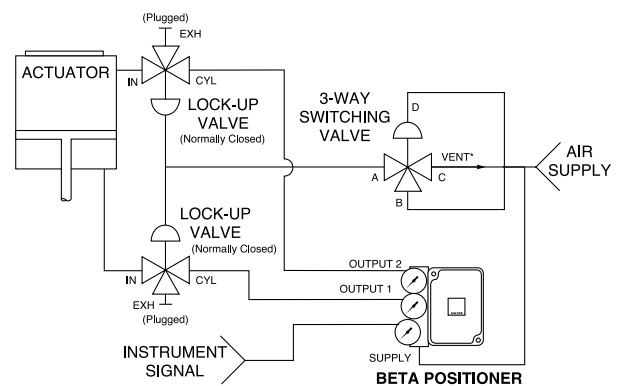 (Plugged)
EXH
ACTUATOR
IN
CYL
LOCK-UP
VALVE
(Normally Closed)
3-WAY
SWITCHING
VALVE
D
VENT*
A
C
B
AIR
SUPPLY
LOCK-UP
VALVE
(Normally Closed)
IN
CYL
EXH
(Plugged)
OUTPUT 2
OUTPUT 1
INSTRUMENT
SIGNAL
SUPPLY
BETA POSITIONER